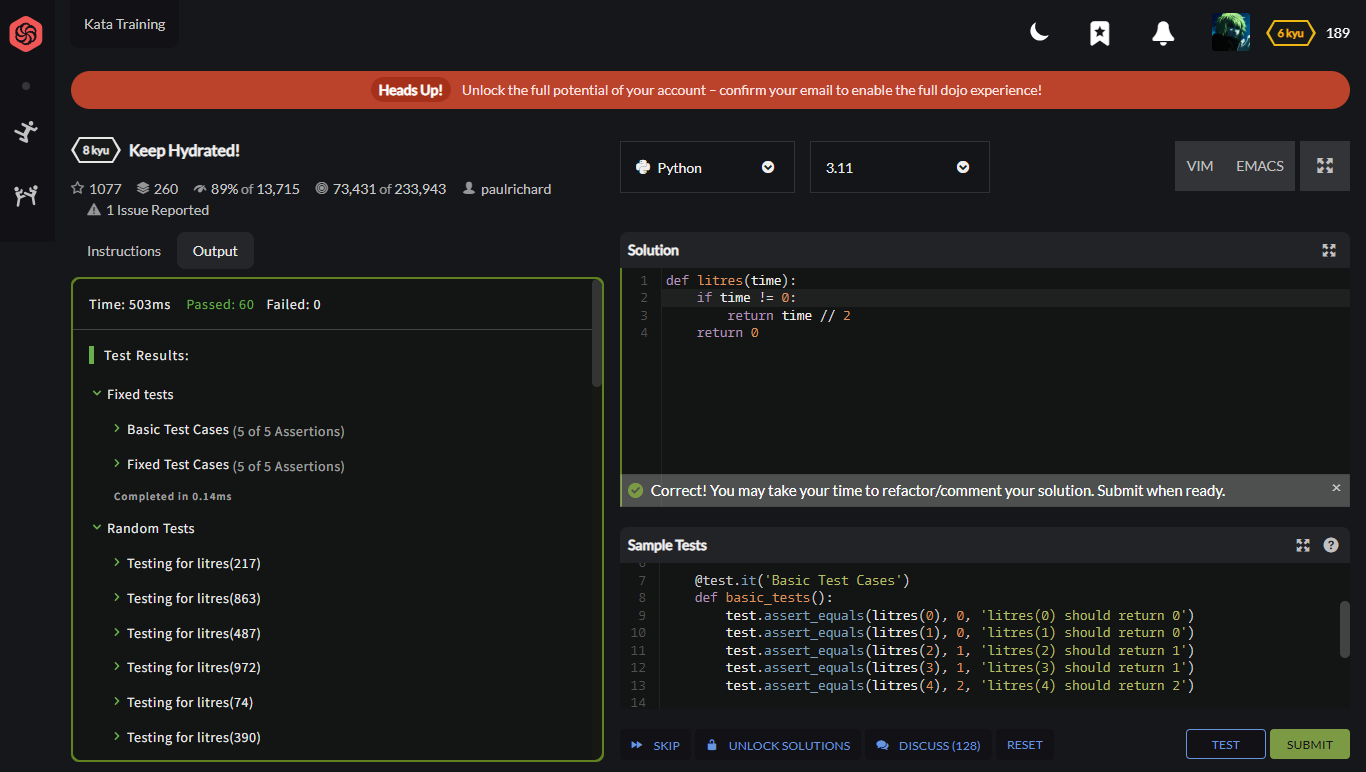 Kata Training
6 kyu
189
Heads Up! Unlock the full potential of your account – confirm your email to enable the full dojo experience!
8 kyu Keep Hydrated!
1077 260 89% of 13,715 73,431 of 233,943 paulrichard
1 Issue Reported
Instructions
Output
Time: 503ms Passed: 60 Failed: 0
Test Results:
Fixed tests
Basic Test Cases (5 of 5 Assertions)
Fixed Test Cases (5 of 5 Assertions)
Completed in 0.14ms
Random Tests
Testing for litres(217)
Testing for litres(863)
Testing for litres(487)
Testing for litres(972)
Testing for litres(74)
Testing for litres(390)
Python
3.11
VIM
EMACS
Solution
1 def litres(time):
2 if time != 0:
3 return time // 2
4 return 0
Correct! You may take your time to refactor/comment your solution. Submit when ready. ×
Sample Tests
7 @test.it('Basic Test Cases')
8 def basic_tests():
9 test.assert_equals(litres(0), 0, 'litres(0) should return 0')
10 test.assert_equals(litres(1), 0, 'litres(1) should return 0')
11 test.assert_equals(litres(2), 1, 'litres(2) should return 1')
12 test.assert_equals(litres(3), 1, 'litres(3) should return 1')
13 test.assert_equals(litres(4), 2, 'litres(4) should return 2')
14
SKIP
UNLOCK SOLUTIONS
DISCUSS (128)
RESET
TEST
SUBMIT